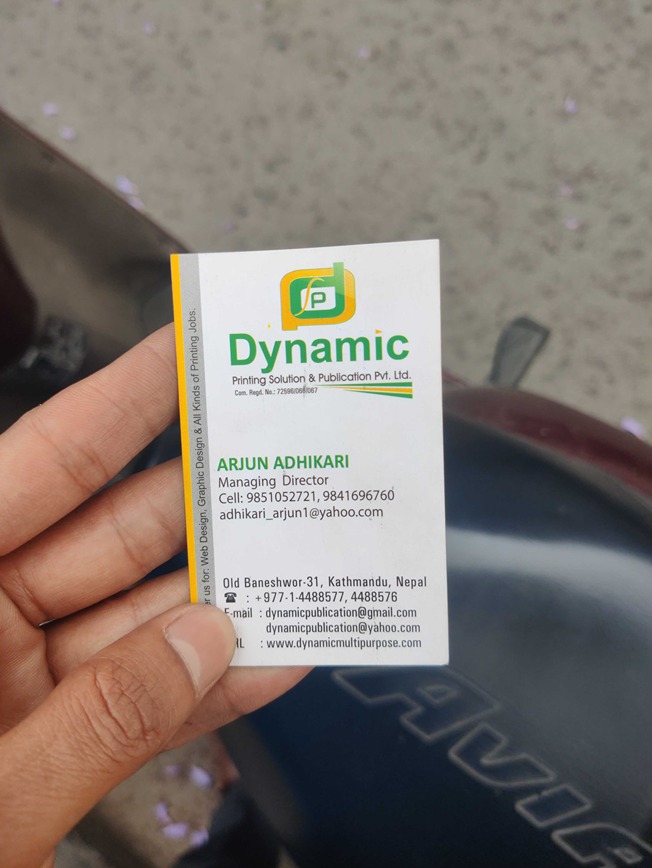 P
Dynamic
Printing Solution & Publication Pvt. Ltd.
Com. Regd. No.: 72596/066/067
ARJUN ADHIKARI
Managing Director
Cell: 9851052721, 9841696760
adhikari_arjun1@yahoo.com
Old Baneshwor-31, Kathmandu, Nepal
☎ : +977-1-4488577, 4488576
E-mail : dynamicpublication@gmail.com
dynamicpublication@yahoo.com
: www.dynamicmultipurpose.com
us for: Web Design, Graphic Design & All Kinds of Printing Jobs.